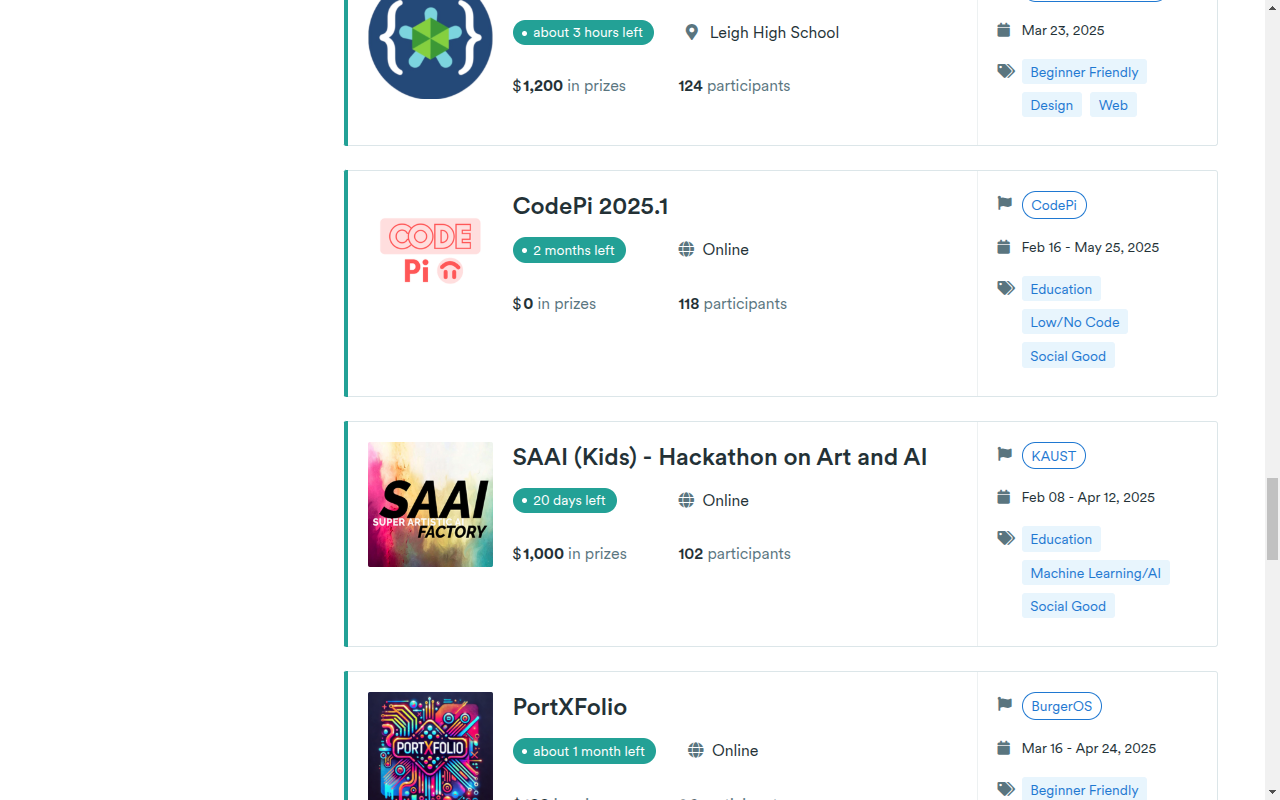 about 3 hours left
Leigh High School
Mar 23, 2025
$1,200 in prizes
124 participants
Beginner Friendly
Design
Web
CODE
Pi
CodePi 2025.1
2 months left
Online
$0 in prizes
118 participants
CodePi
Feb 16 - May 25, 2025
Education
Low/No Code
Social Good
SAAI
SUPER ARTISTIC AI
FACTORY
SAAI (Kids) - Hackathon on Art and AI
20 days left
Online
$1,000 in prizes
102 participants
KAUST
Feb 08 - Apr 12, 2025
Education
Machine Learning/AI
Social Good
PORTXFOLIO
PortXFolio
about 1 month left
Online
BurgerOS
Mar 16 - Apr 24, 2025
Beginner Friendly